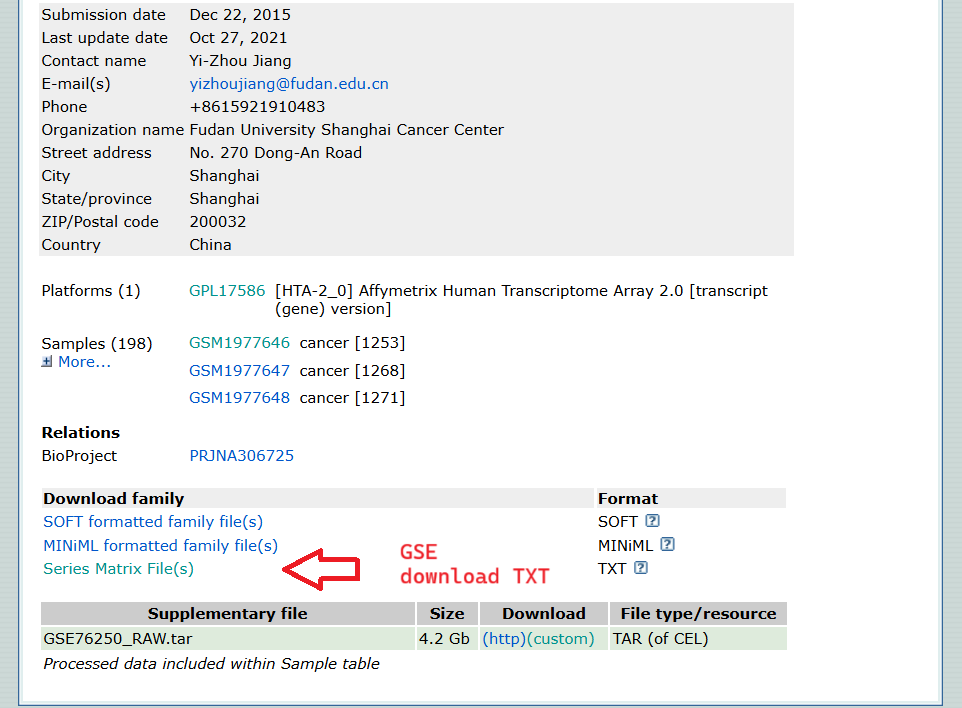 Submission date Dec 22, 2015
Last update date Oct 27, 2021
Contact name Yi-Zhou Jiang
E-mail(s) yizhoujiang@fudan.edu.cn
Phone +8615921910483
Organization name Fudan University Shanghai Cancer Center
Street address No. 270 Dong-An Road
City Shanghai
State/province Shanghai
ZIP/Postal code 200032
Country China
Platforms (1) GPL17586 [HTA-2_0] Affymetrix Human Transcriptome Array 2.0 [transcript
(gene) version]
Samples (198) GSM1977646 cancer [1253]
More... GSM1977647 cancer [1268]
GSM1977648 cancer [1271]
Relations
BioProject PRJNA306725
Download family Format
SOFT formatted family file(s) SOFT ?
MINiML formatted family file(s) MINiML ?
Series Matrix File(s) TXT ?
GSE
download TXT
Supplementary file Size Download File type/resource
GSE76250_RAW.tar 4.2 Gb (http)(custom) TAR (of CEL)
Processed data included within Sample table